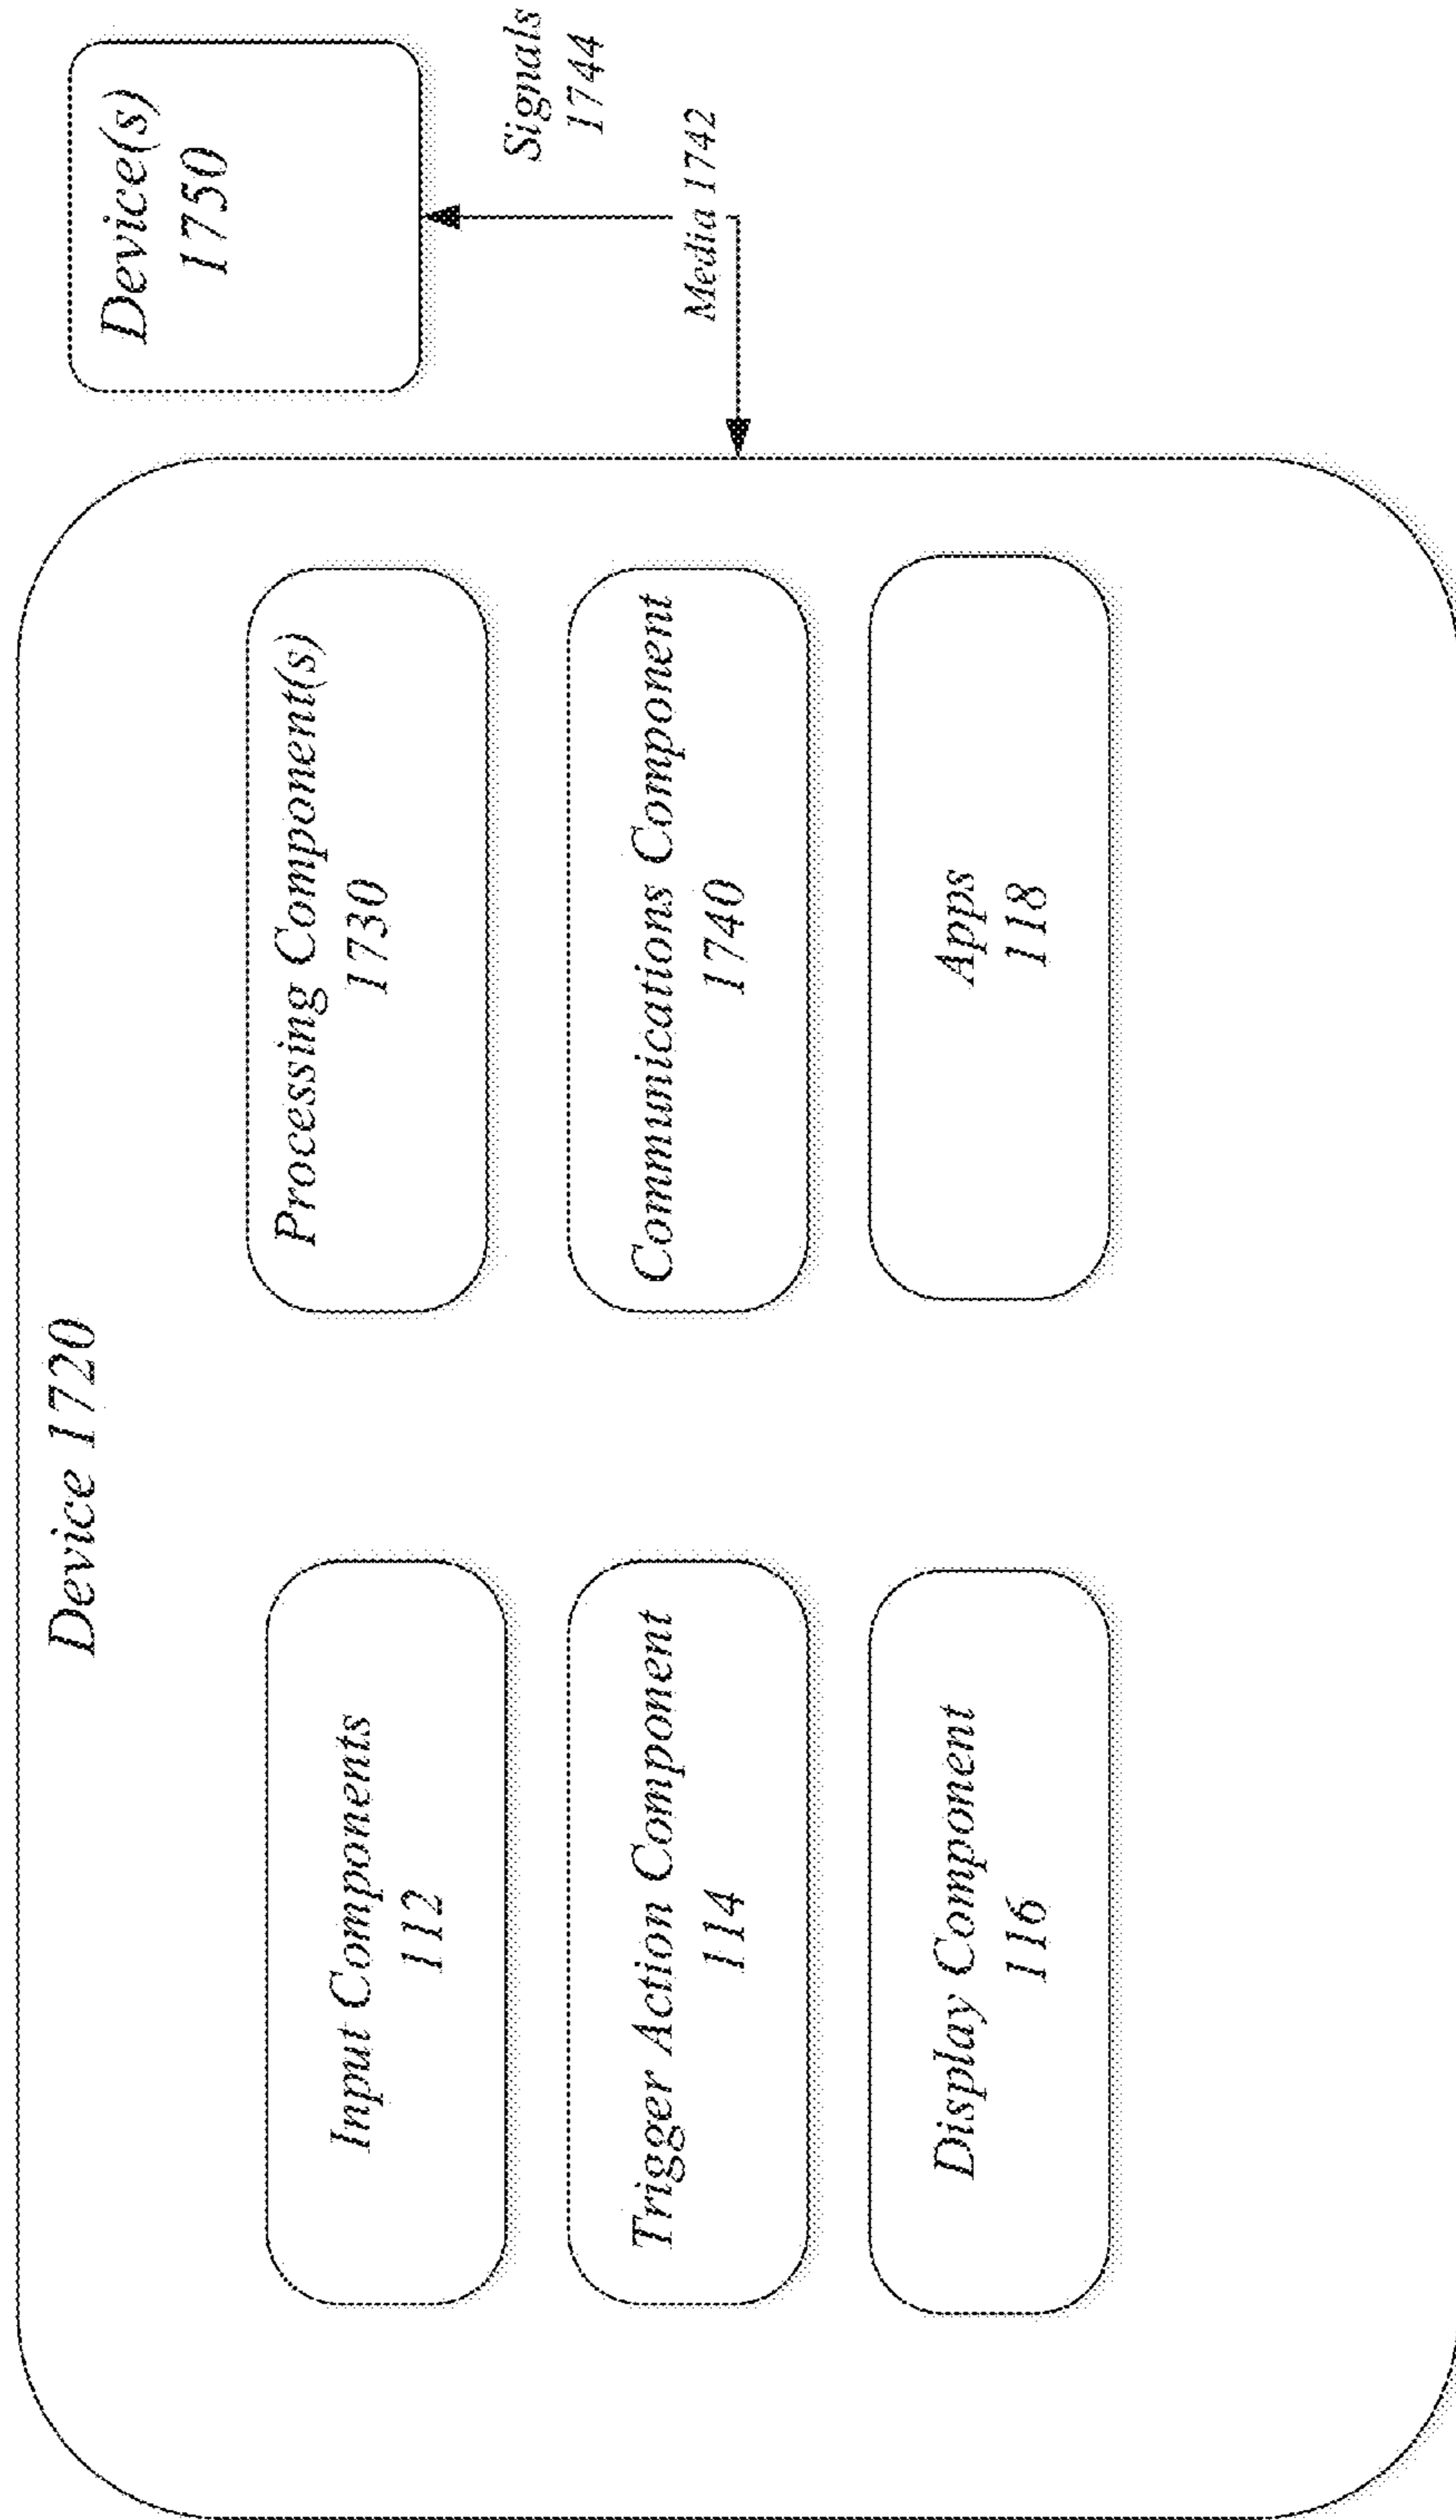 Device 1720
Input Components
112
Processing Component(s)
1730
Trigger Action Component
114
Communications Component
1740
Display Component
116
Apps
118
Device(s)
1750
Signals
1744
Media 1742